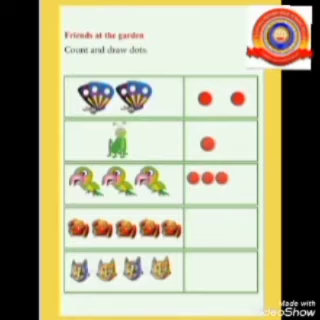 Friends at the garden
Count and draw dots.
Made with
VideoShow